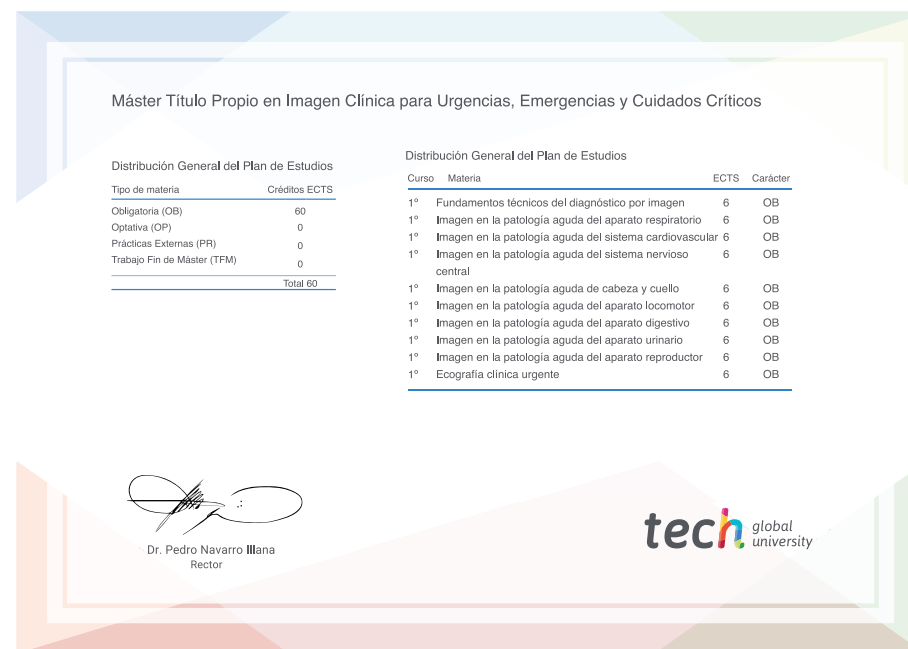 Máster Título Propio en Imagen Clínica para Urgencias, Emergencias y Cuidados Críticos
Distribución General del Plan de Estudios
Tipo de materia Créditos ECTS
Obligatoria (OB) 60
Optativa (OP) 0
Prácticas Externas (PR) 0
Trabajo Fin de Máster (TFM) 0
Total 60
Distribución General del Plan de Estudios
Curso Materia ECTS Carácter
1º Fundamentos técnicos del diagnóstico por imagen 6 OB
1º Imagen en la patología aguda del aparato respiratorio 6 OB
1º Imagen en la patología aguda del sistema cardiovascular 6 OB
1º Imagen en la patología aguda del sistema nervioso 6 OB
central
1º Imagen en la patología aguda de cabeza y cuello 6 OB
1º Imagen en la patología aguda del aparato locomotor 6 OB
1º Imagen en la patología aguda del aparato digestivo 6 OB
1º Imagen en la patología aguda del aparato urinario 6 OB
1º Imagen en la patología aguda del aparato reproductor 6 OB
1º Ecografía clínica urgente 6 OB
Dr. Pedro Navarro Illana
Rector
tech global
university